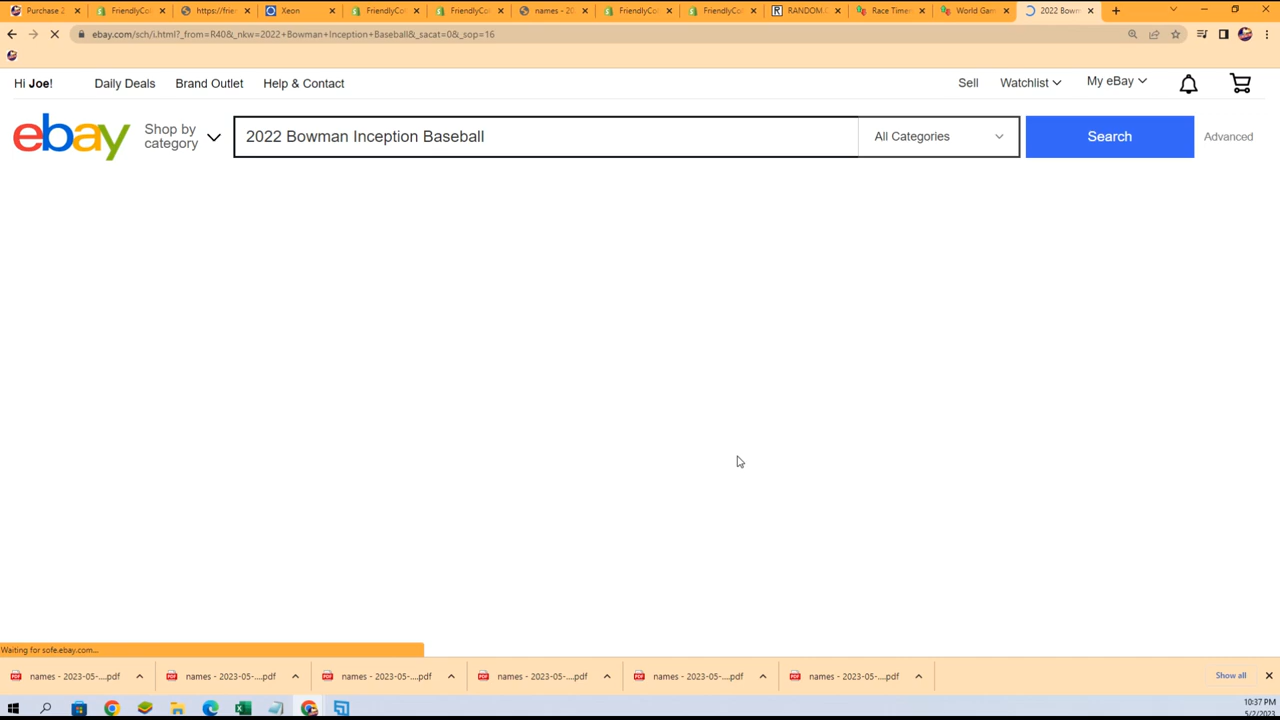 Purchase 2
FriendlyCo
https://frie
Xeon
FriendlyCo
FriendlyCo
names - 20
FriendlyCo
FriendlyCo
RANDOM.
Race Timer
World Gam
2022 Bowm
ebay.com/sch/i.html?_from=R40&_nkw=2022+Bowman+Inception+Baseball&_sacat=0&_sop=16
Hi Joe!
Daily Deals
Brand Outlet
Help & Contact
Sell
Watchlist
My eBay
ebay
Shop by
category
2022 Bowman Inception Baseball
All Categories
Search
Advanced
Waiting for sofe.ebay.com...
names - 2023-05-....pdf
names - 2023-05-....pdf
names - 2023-05-....pdf
names - 2023-05-....pdf
names - 2023-05-....pdf
names - 2023-05-....pdf
Show all
10:37 PM
5/2/2023